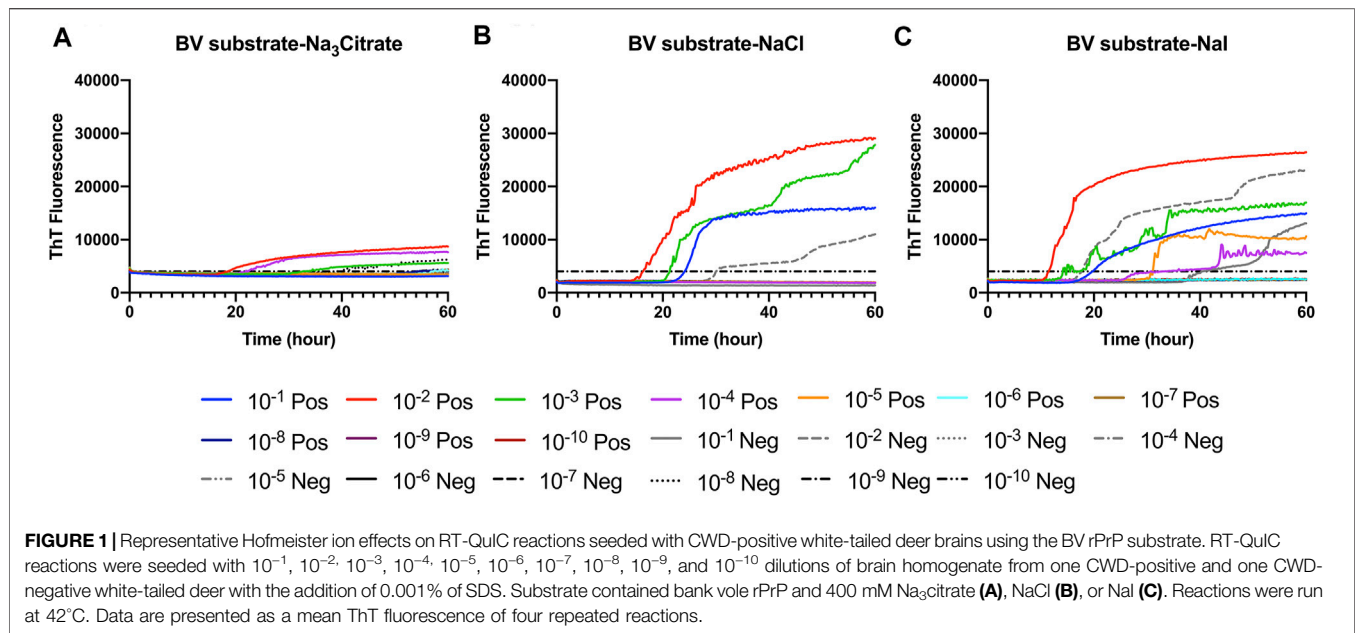 A
BV substrate-Na₃Citrate
40000
30000
20000
10000
0
ThT Fluorescence
0 20 40 60
Time (hour)
B
BV substrate-NaCl
40000
30000
20000
10000
0
ThT Fluorescence
0 20 40 60
Time (hour)
C
BV substrate-NaI
40000
30000
20000
10000
0
ThT Fluorescence
0 20 40 60
Time (hour)
10⁻¹ Pos 10⁻² Pos 10⁻³ Pos 10⁻⁴ Pos 10⁻⁵ Pos 10⁻⁶ Pos 10⁻⁷ Pos
10⁻⁸ Pos 10⁻⁹ Pos 10⁻¹⁰ Pos 10⁻¹ Neg 10⁻² Neg 10⁻³ Neg 10⁻⁴ Neg
10⁻⁵ Neg 10⁻⁶ Neg 10⁻⁷ Neg 10⁻⁸ Neg 10⁻⁹ Neg 10⁻¹⁰ Neg
FIGURE 1 | Representative Hofmeister ion effects on RT-QuIC reactions seeded with CWD-positive white-tailed deer brains using the BV rPrP substrate. RT-QuIC
reactions were seeded with 10⁻¹, 10⁻², 10⁻³, 10⁻⁴, 10⁻⁵, 10⁻⁶, 10⁻⁷, 10⁻⁸, 10⁻⁹, and 10⁻¹⁰ dilutions of brain homogenate from one CWD-positive and one CWD-
negative white-tailed deer with the addition of 0.001% of SDS. Substrate contained bank vole rPrP and 400 mM Na₃citrate (A), NaCl (B), or NaI (C). Reactions were run
at 42°C. Data are presented as a mean ThT fluorescence of four repeated reactions.